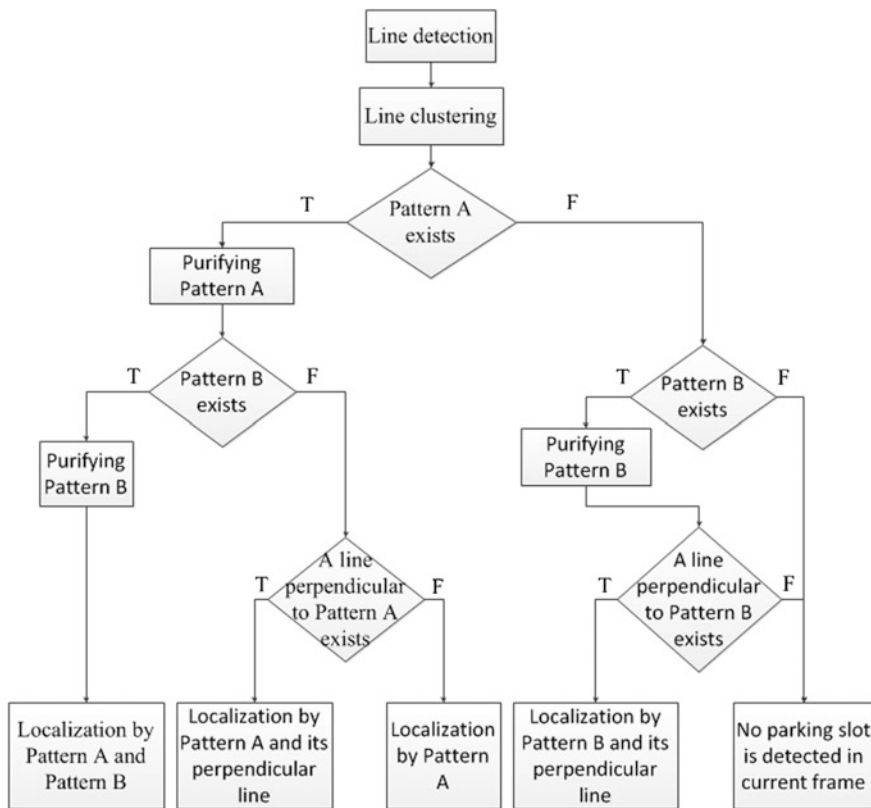 Line detection
Line clustering
T
F
Pattern A
exists
Purifying
Pattern A
T
Pattern B
exists
F
T
Pattern B
exists
F
Purifying
Pattern B
Purifying
Pattern B
T
A line
perpendicular
to Pattern A
exists
F
T
A line
perpendicular
to Pattern B
exists
F
Localization by
Pattern A and
Pattern B
Localization by
Pattern A and its
perpendicular
line
Localization
by Pattern
A
Localization by
Pattern B and its
perpendicular
line
No parking slot
is detected in
current frame